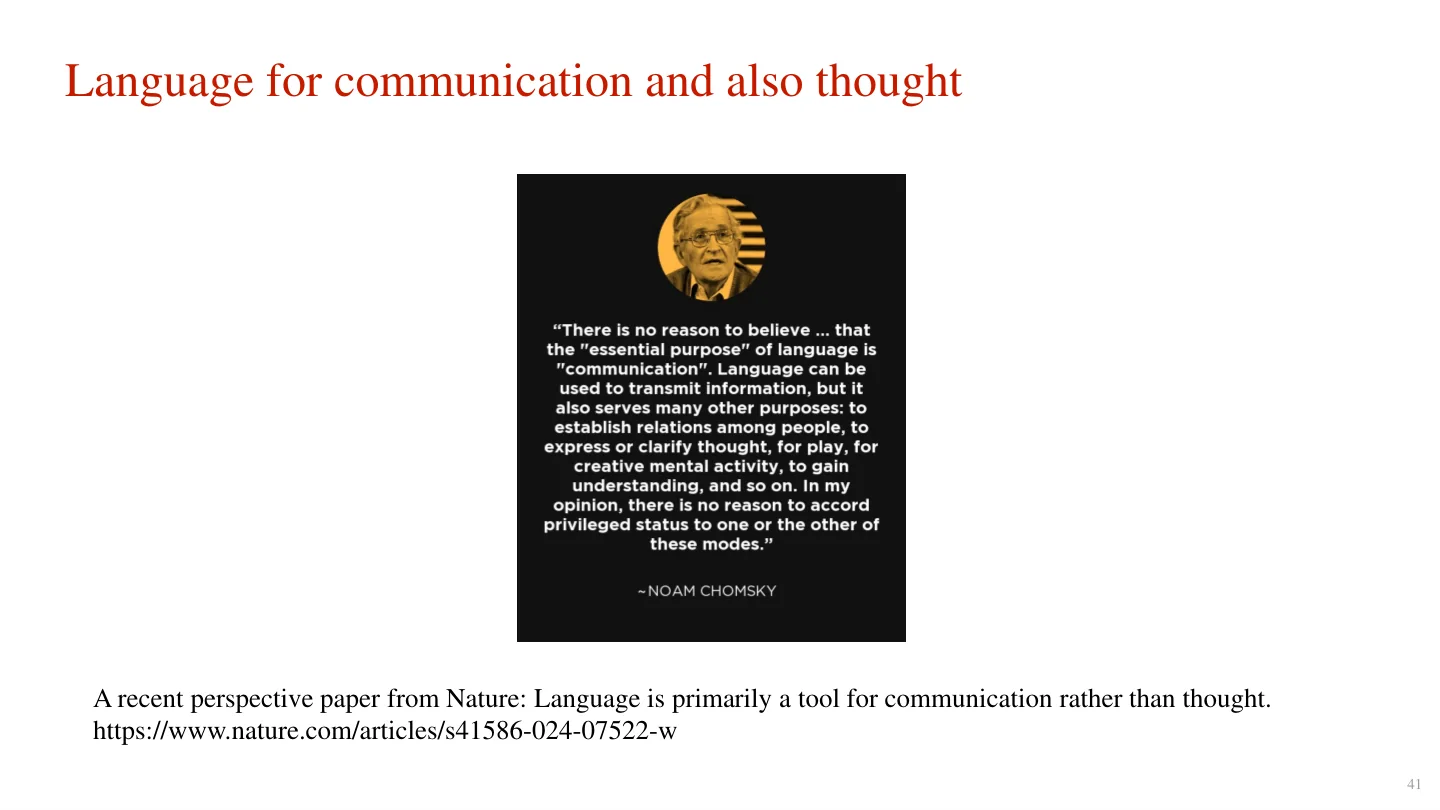 Language for communication and also thought
“There is no reason to believe ... that
the "essential purpose" of language is
"communication". Language can be
used to transmit information, but it
also serves many other purposes: to
establish relations among people, to
express or clarify thought, for play, for
creative mental activity, to gain
understanding, and so on. In my
opinion, there is no reason to accord
privileged status to one or the other of
these modes.”
~NOAM CHOMSKY
A recent perspective paper from Nature: Language is primarily a tool for communication rather than thought.
https://www.nature.com/articles/s41586-024-07522-w
41